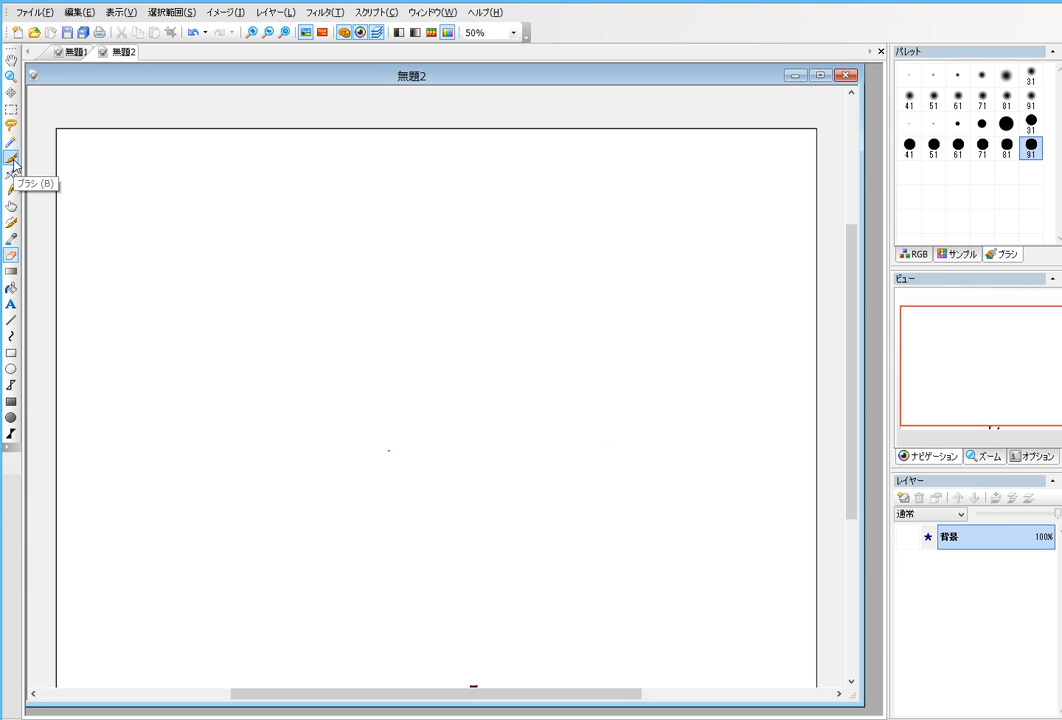 ファイル(F) 編集(E) 表示(V) 選択範囲(S) イメージ(I) レイヤー(L) フィルタ(T) スクリプト(C) ウィンドウ(W) ヘルプ(H)
50%
無題1 無題2
無題2
ブラシ (B)
パレット
31
41 51 61 71 81 91
31
41 51 61 71 81 91
RGB サンプル ブラシ
ビュー
ナビゲーション ズーム オプション
レイヤー
通常
背景 100%